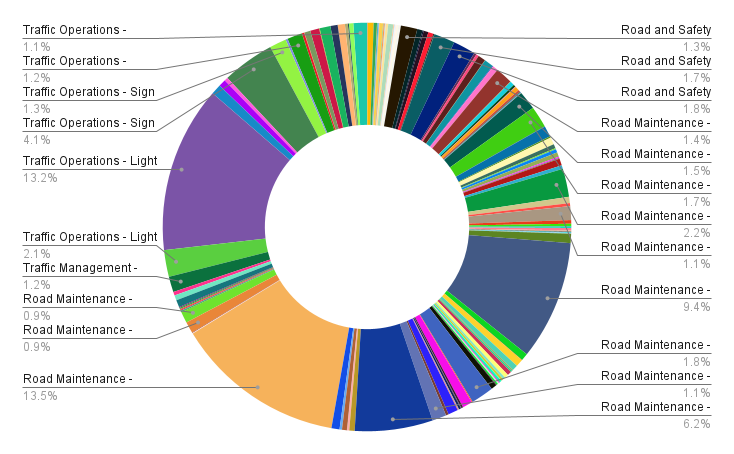 Traffic Operations -
1.1%
Traffic Operations -
1.2%
Traffic Operations - Sign
1.3%
Traffic Operations - Sign
4.1%
Traffic Operations - Light
13.2%
Traffic Operations - Light
2.1%
Traffic Management -
1.2%
Road Maintenance -
0.9%
Road Maintenance -
0.9%
Road Maintenance -
13.5%
Road and Safety
1.3%
Road and Safety
1.7%
Road and Safety
1.8%
Road Maintenance -
1.4%
Road Maintenance -
1.5%
Road Maintenance -
1.7%
Road Maintenance -
2.2%
Road Maintenance -
1.1%
Road Maintenance -
9.4%
Road Maintenance -
1.8%
Road Maintenance -
1.1%
Road Maintenance -
6.2%